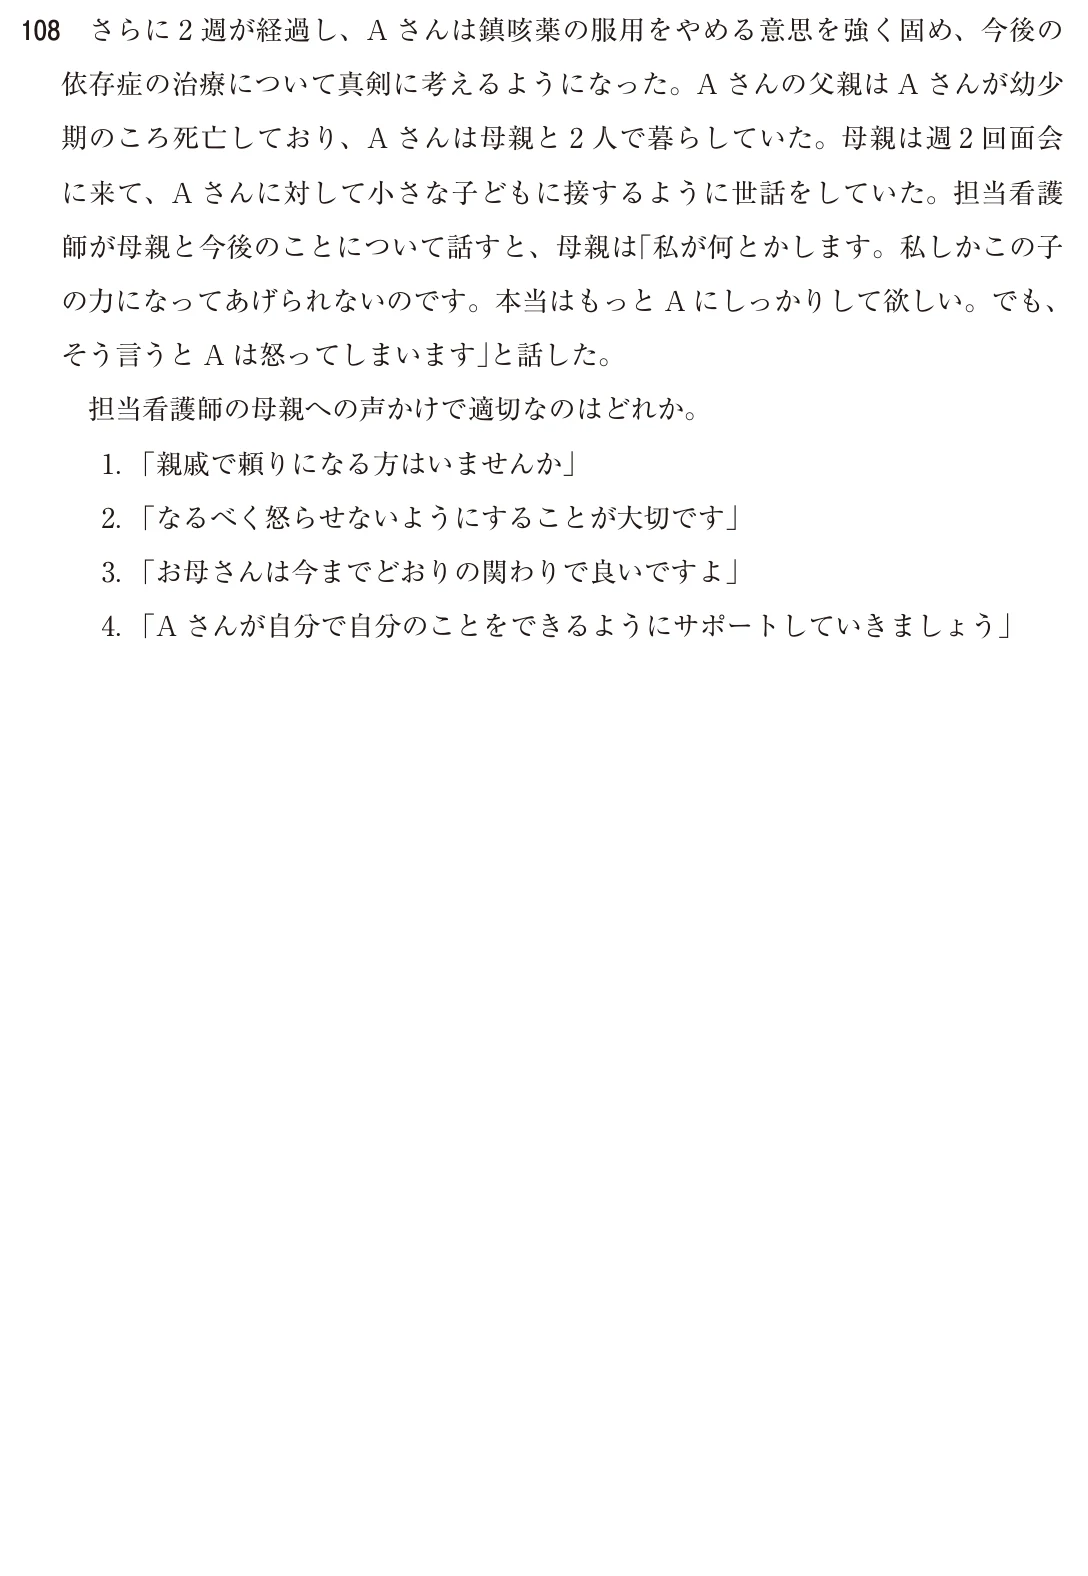 108 さらに 2 週が経過し、A さんは鎮咳薬の服用をやめる意思を強く固め、今後の
依存症の治療について真剣に考えるようになった。A さんの父親は A さんが幼少
期のころ死亡しており、A さんは母親と 2 人で暮らしていた。母親は週 2 回面会
に来て、A さんに対して小さな子どもに接するように世話をしていた。担当看護
師が母親と今後のことについて話すと、母親は「私が何とかします。私しかこの子
の力になってあげられないのです。本当はもっと A にしっかりして欲しい。でも、
そう言うと A は怒ってしまいます」と話した。
担当看護師の母親への声かけで適切なのはどれか。
1. 「親戚で頼りになる方はいませんか」
2. 「なるべく怒らせないようにすることが大切です」
3. 「お母さんは今までどおりの関わりで良いですよ」
4. 「A さんが自分で自分のことをできるようにサポートしていきましょう」